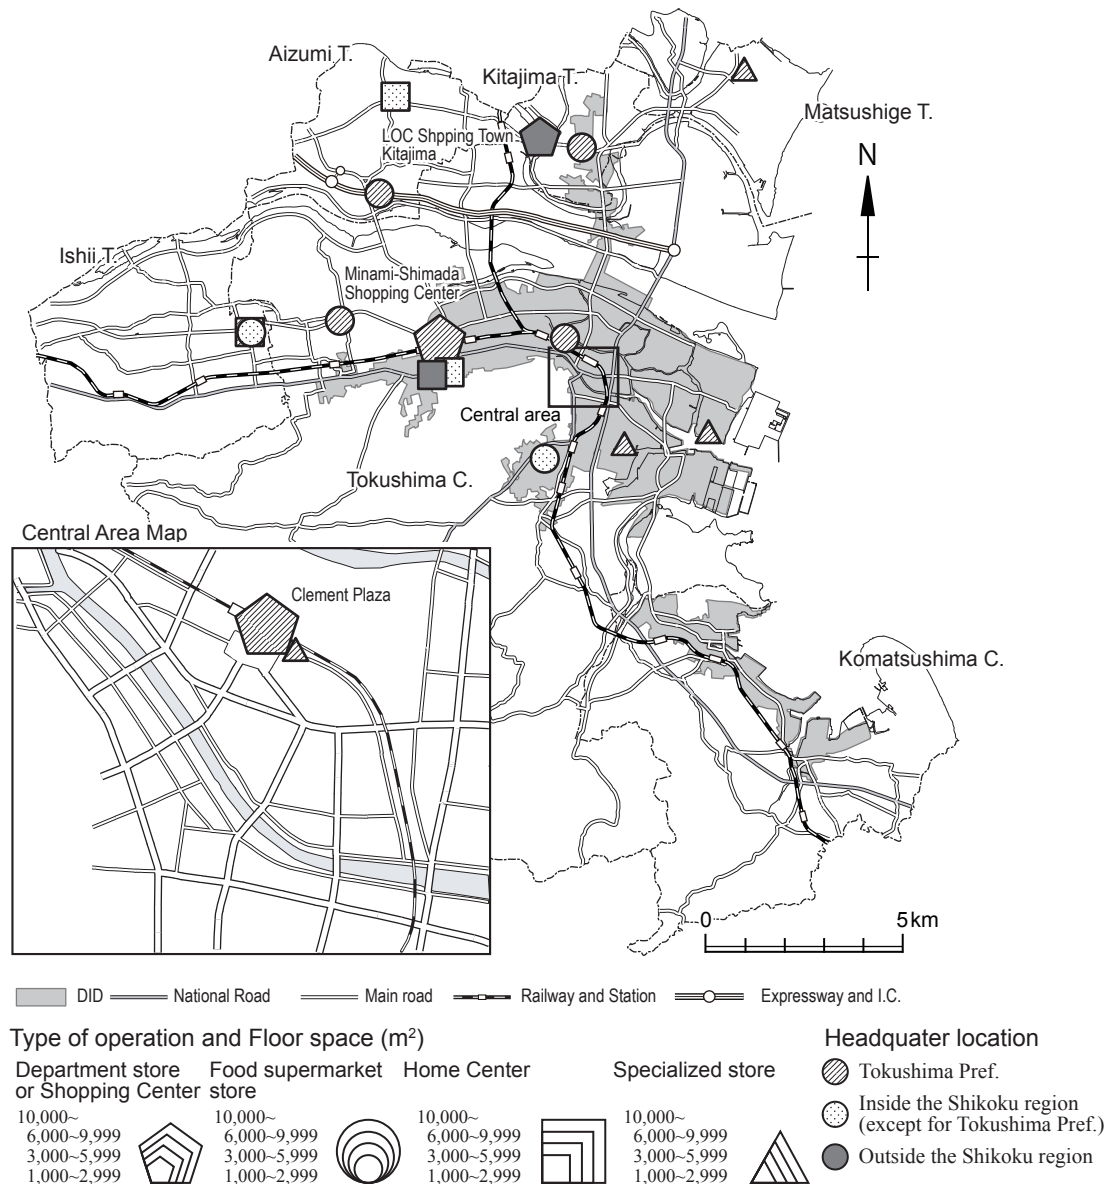 Aizumi T.
Kitajima T.
Matsushige T.
LOC Shpping Town
Kitajima
N
Ishii T.
Minami-Shimada
Shopping Center
Central area
Tokushima C.
Central Area Map
Clement Plaza
Komatsushima C.
0 5km
DID National Road Main road Railway and Station Expressway and I.C.
Type of operation and Floor space (m²)
Department store
or Shopping Center
10,000~
6,000~9,999
3,000~5,999
1,000~2,999
Food supermarket
store
10,000~
6,000~9,999
3,000~5,999
1,000~2,999
Home Center
10,000~
6,000~9,999
3,000~5,999
1,000~2,999
Specialized store
10,000~
6,000~9,999
3,000~5,999
1,000~2,999
Headquater location
Tokushima Pref.
Inside the Shikoku region
(except for Tokushima Pref.)
Outside the Shikoku region